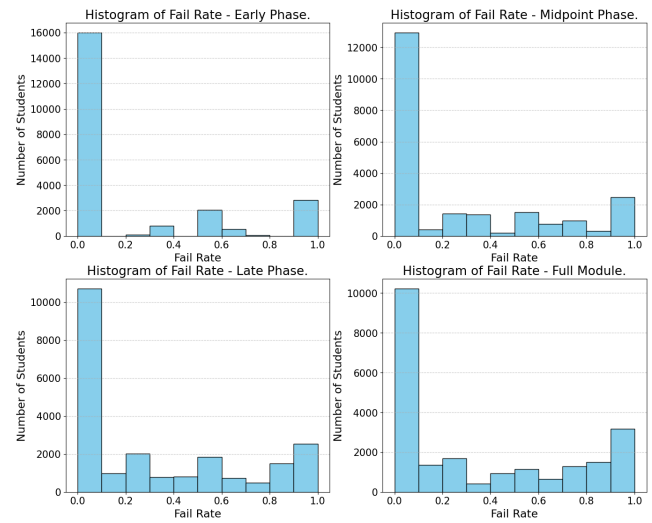 Histogram of Fail Rate - Early Phase.
16000
14000
12000
10000
8000
6000
4000
2000
0
Number of Students
0.0 0.2 0.4 0.6 0.8 1.0
Fail Rate
Histogram of Fail Rate - Midpoint Phase.
12000
10000
8000
6000
4000
2000
0
Number of Students
0.0 0.2 0.4 0.6 0.8 1.0
Fail Rate
Histogram of Fail Rate - Late Phase.
10000
8000
6000
4000
2000
0
Number of Students
0.0 0.2 0.4 0.6 0.8 1.0
Fail Rate
Histogram of Fail Rate - Full Module.
10000
8000
6000
4000
2000
0
Number of Students
0.0 0.2 0.4 0.6 0.8 1.0
Fail Rate